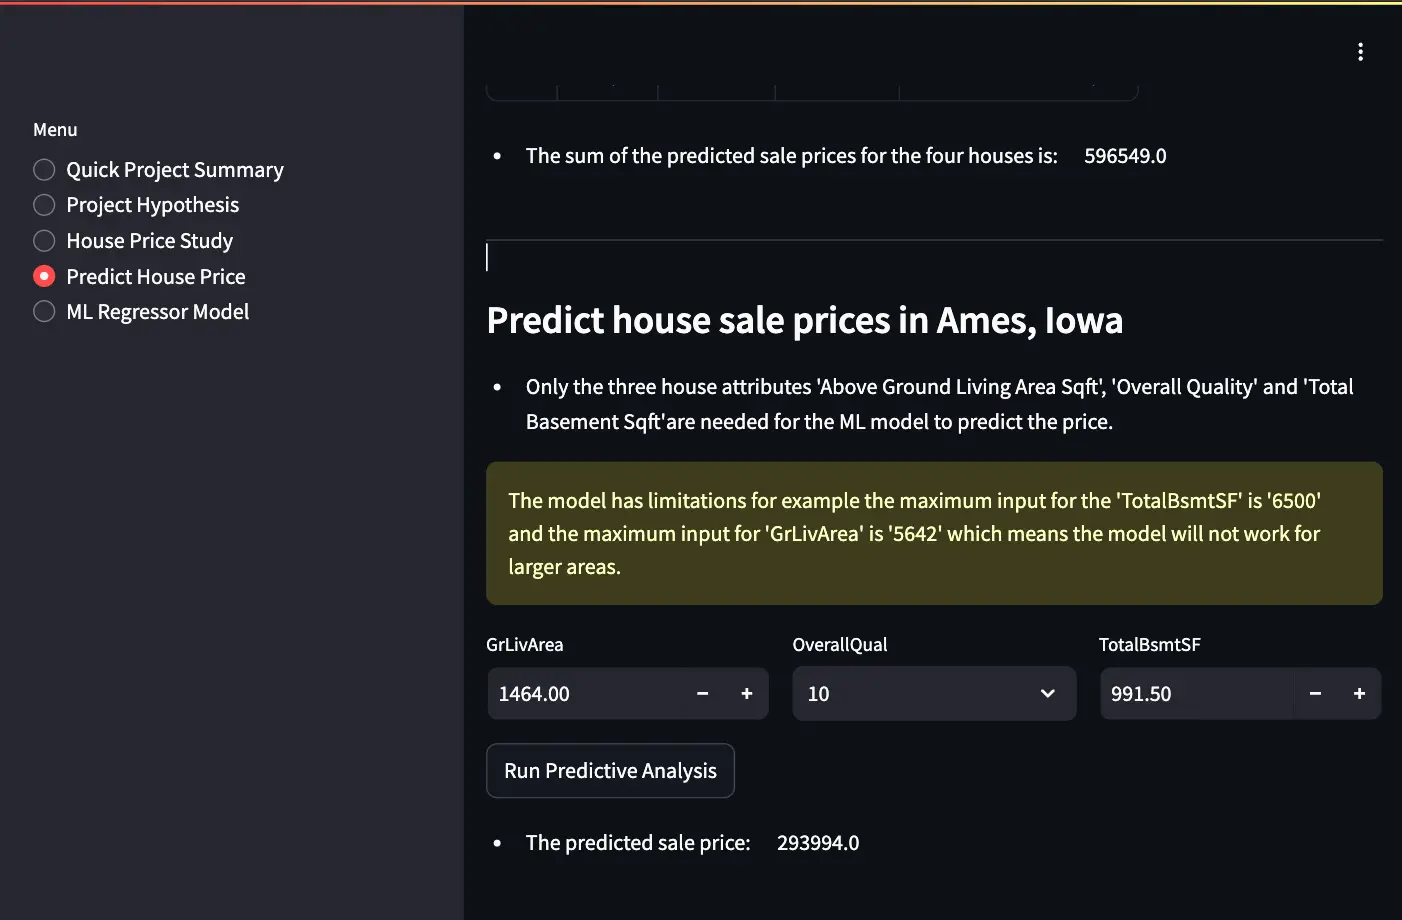 Menu
Quick Project Summary
Project Hypothesis
House Price Study
Predict House Price
ML Regressor Model
The sum of the predicted sale prices for the four houses is: 596549.0
Predict house sale prices in Ames, Iowa
Only the three house attributes 'Above Ground Living Area Sqft', 'Overall Quality' and 'Total
Basement Sqft'are needed for the ML model to predict the price.
The model has limitations for example the maximum input for the 'TotalBsmtSF' is '6500'
and the maximum input for 'GrLivArea' is '5642' which means the model will not work for
larger areas.
GrLivArea OverallQual TotalBsmtSF
1464.00 − + 10 991.50 − +
Run Predictive Analysis
The predicted sale price: 293994.0